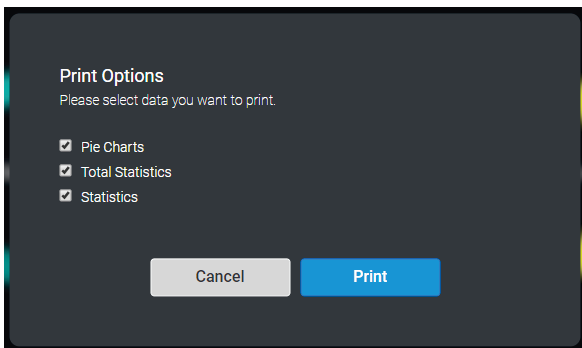 Print Options
Please select data you want to print.
Pie Charts
Total Statistics
Statistics
Cancel
Print